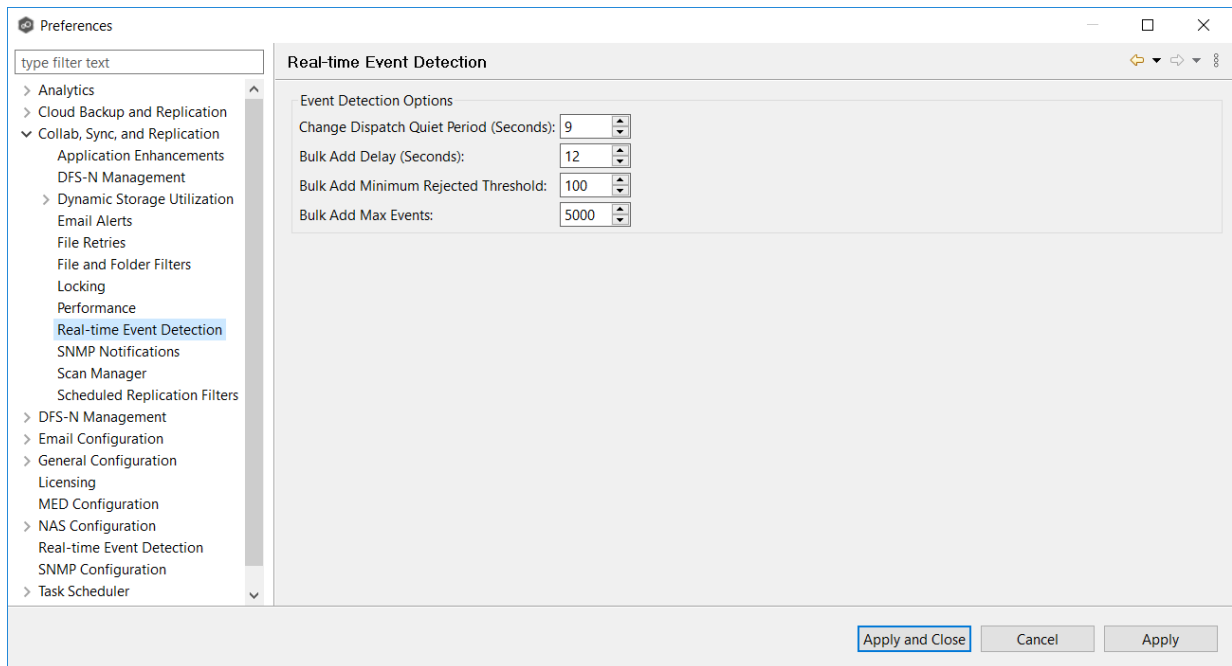 Preferences
type filter text
Analytics
Cloud Backup and Replication
Collab, Sync, and Replication
Application Enhancements
DFS-N Management
Dynamic Storage Utilization
Email Alerts
File Retries
File and Folder Filters
Locking
Performance
Real-time Event Detection
SNMP Notifications
Scan Manager
Scheduled Replication Filters
DFS-N Management
Email Configuration
General Configuration
Licensing
MED Configuration
NAS Configuration
Real-time Event Detection
SNMP Configuration
Task Scheduler
Real-time Event Detection
Event Detection Options
Change Dispatch Quiet Period (Seconds): 9
Bulk Add Delay (Seconds): 12
Bulk Add Minimum Rejected Threshold: 100
Bulk Add Max Events: 5000
Apply and Close Cancel Apply